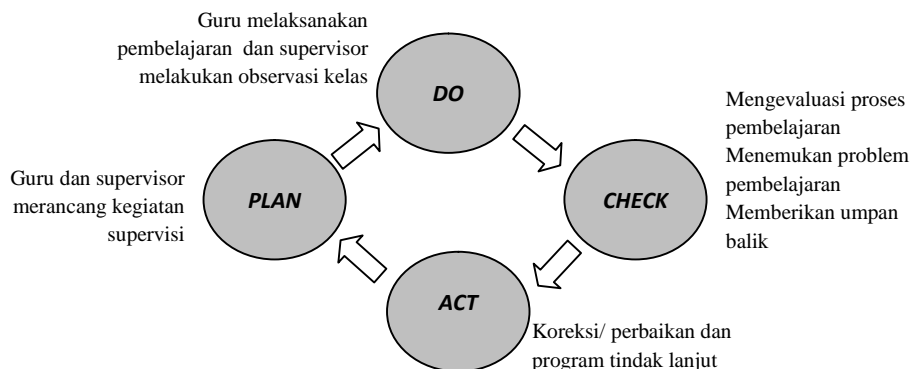 Guru melaksanakan
pembelajaran dan supervisor
melakukan observasi kelas
DO
Mengevaluasi proses
pembelajaran
Menemukan problem
pembelajaran
Memberikan umpan
balik
CHECK
Guru dan supervisor
merancang kegiatan
supervisi
PLAN
ACT
Koreksi/ perbaikan dan
program tindak lanjut